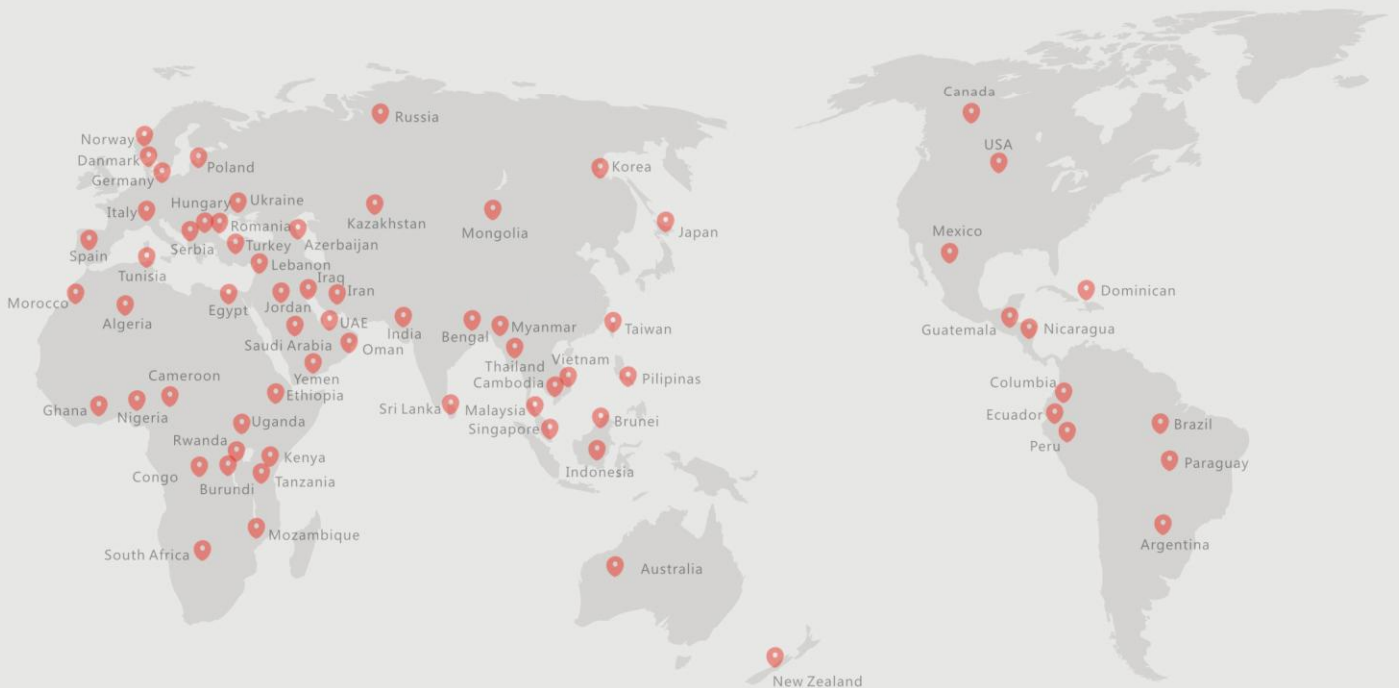 Canada
Russia
Norway
USA
Danmark
Poland
Korea
Germany
Hungary
Ukraine
Italy
Kazakhstan
Romania
Mongolia
Japan
Mexico
Serbia
Turkey
Azerbaijan
Spain
Lebanon
Tunisia
Iraq
Iran
Dominican
Morocco
Jordan
Egypt
Algeria
UAE
India
Bengal
Myanmar
Taiwan
Guatemala
Nicaragua
Saudi Arabia
Oman
Vietnam
Thailand
Cameroon
Yemen
Cambodia
Pilipinas
Columbia
Ethiopia
Ghana
Nigeria
Sri Lanka
Malaysia
Ecuador
Uganda
Brunei
Brazil
Singapore
Rwanda
Peru
Kenya
Paraguay
Congo
Indonesia
Tanzania
Burundi
Mozambique
Argentina
South Africa
Australia
New Zealand